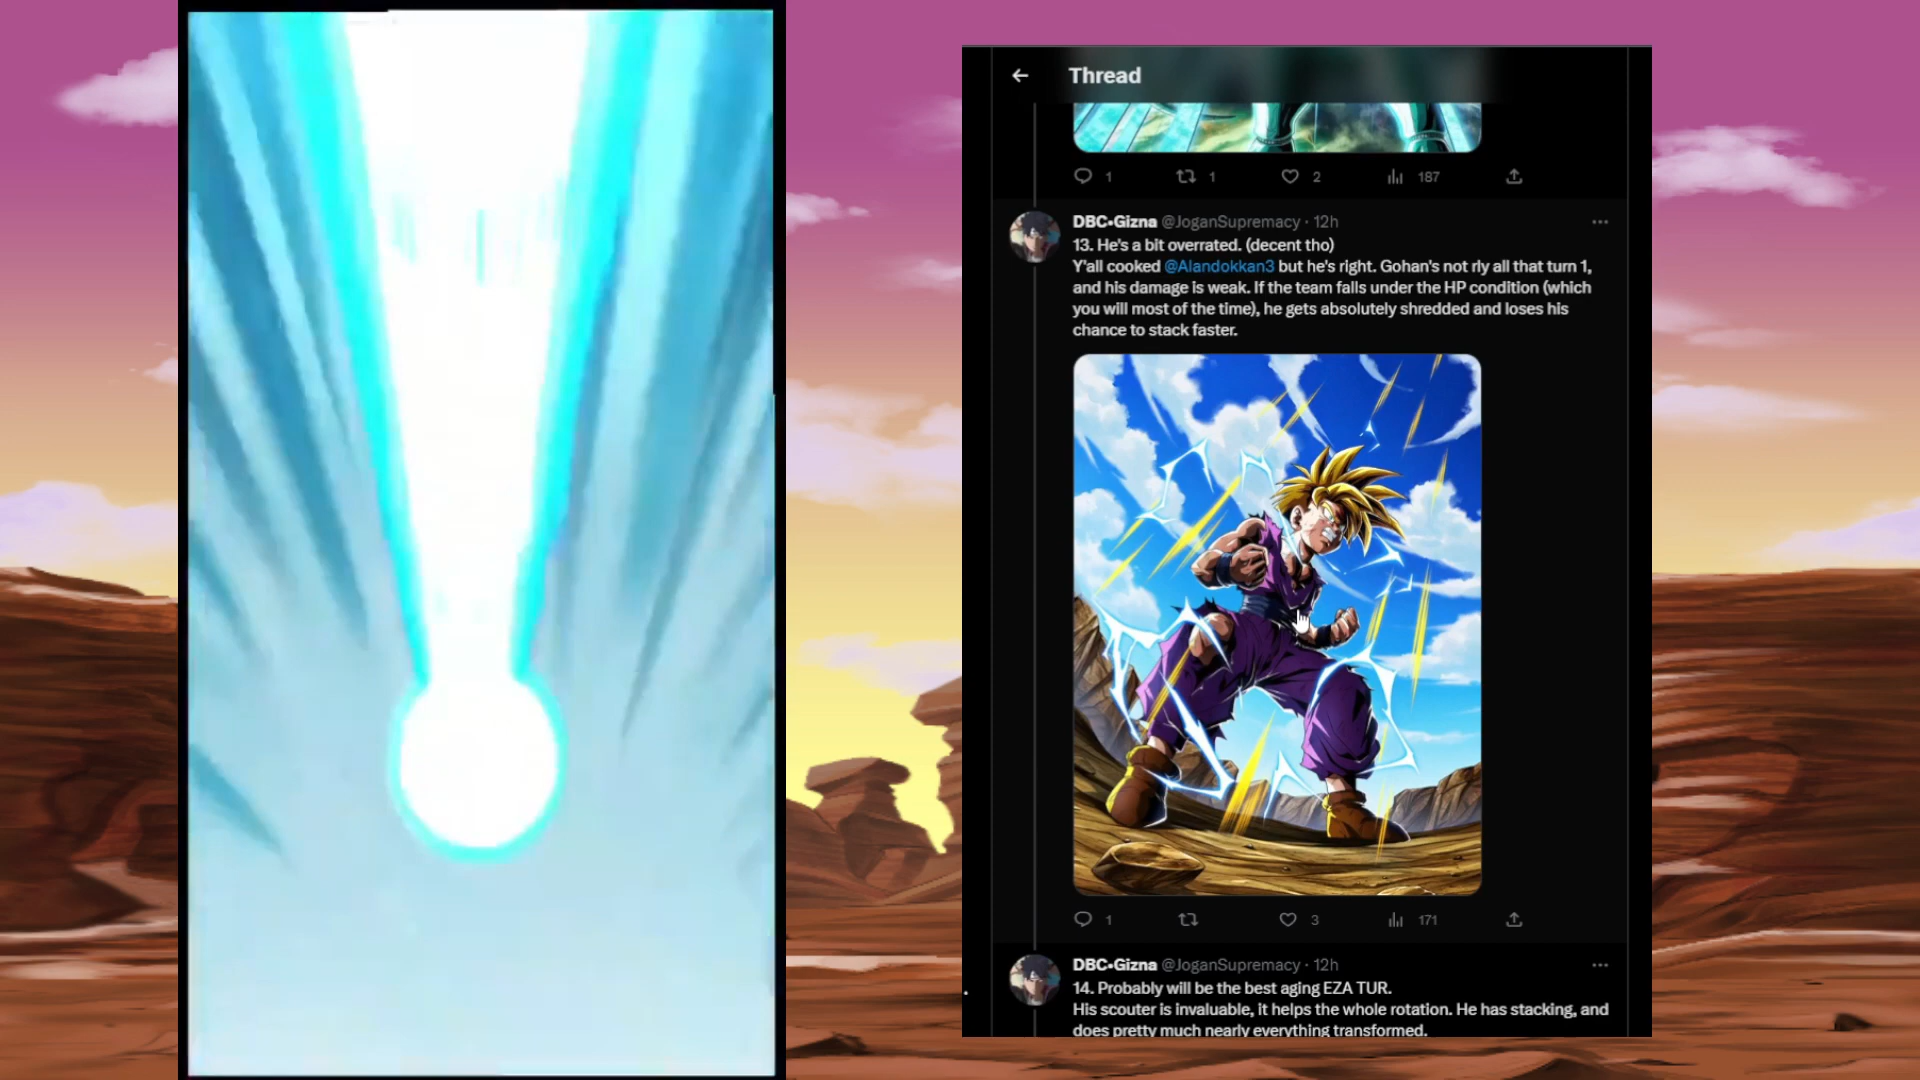 Thread
1 1 2 187
DBC•Gizna @JoganSupremacy · 12h
13. He's a bit overrated. (decent tho)
Y'all cooked @Alandokkan3 but he's right. Gohan's not rly all that turn 1,
and his damage is weak. If the team falls under the HP condition (which
you will most of the time), he gets absolutely shredded and loses his
chance to stack faster.
1 3 171
DBC•Gizna @JoganSupremacy · 12h
14. Probably will be the best aging EZA TUR.
His scouter is invaluable, it helps the whole rotation. He has stacking, and
does pretty much nearly everything transformed.